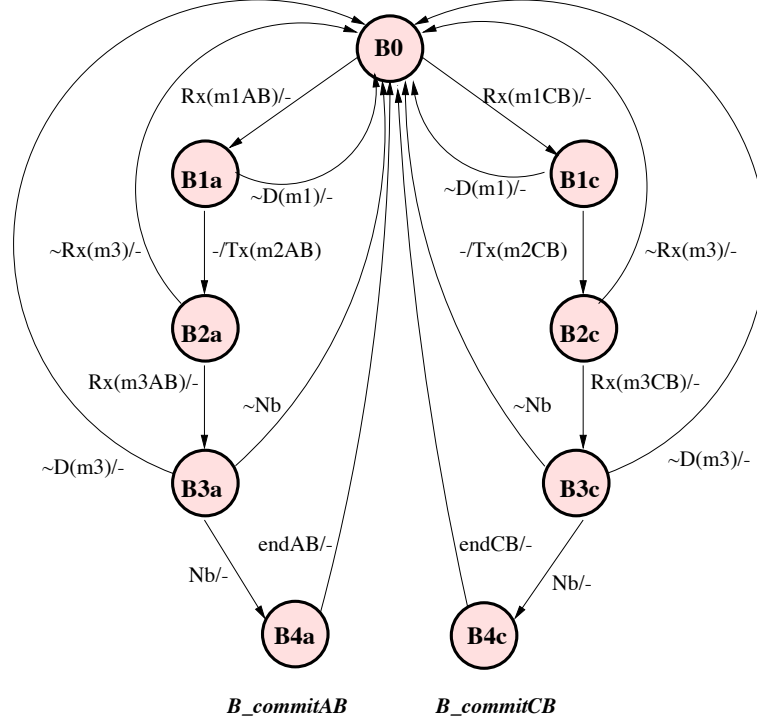 B0
Rx(m1AB)/-
Rx(m1CB)/-
B1a
B1c
~D(m1)/-
~D(m1)/-
~Rx(m3)/-
-/Tx(m2AB)
-/Tx(m2CB)
~Rx(m3)/-
B2a
B2c
Rx(m3AB)/-
Rx(m3CB)/-
~Nb
~Nb
~D(m3)/-
~D(m3)/-
B3a
B3c
endAB/-
endCB/-
Nb/-
Nb/-
B4a
B4c
B_commitAB
B_commitCB